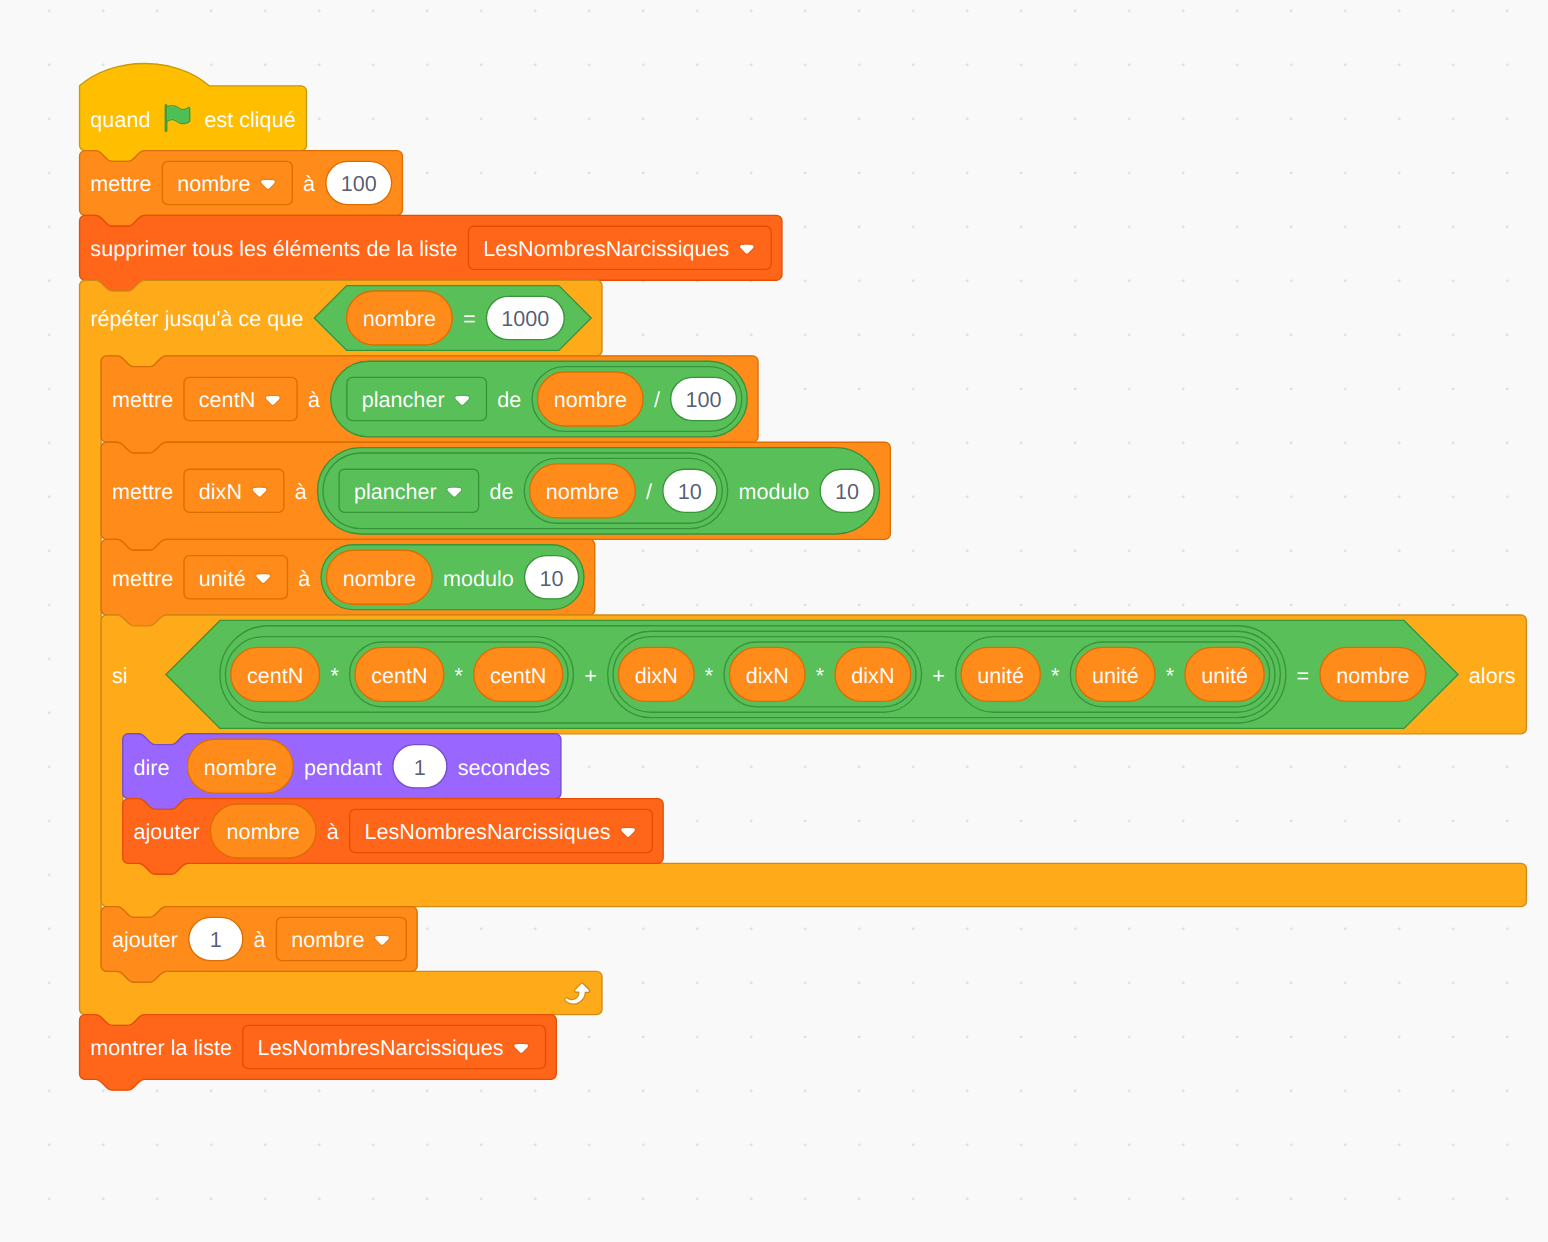 quand est cliqué
mettre nombre à 100
supprimer tous les éléments de la liste LesNombresNarcissiques
répéter jusqu'à ce que nombre = 1000
mettre centN à plancher de nombre / 100
mettre dixN à plancher de nombre / 10 modulo 10
mettre unité à nombre modulo 10
si centN * centN * centN + dixN * dixN * dixN + unité * unité * unité = nombre alors
dire nombre pendant 1 secondes
ajouter nombre à LesNombresNarcissiques
ajouter 1 à nombre
montrer la liste LesNombresNarcissiques